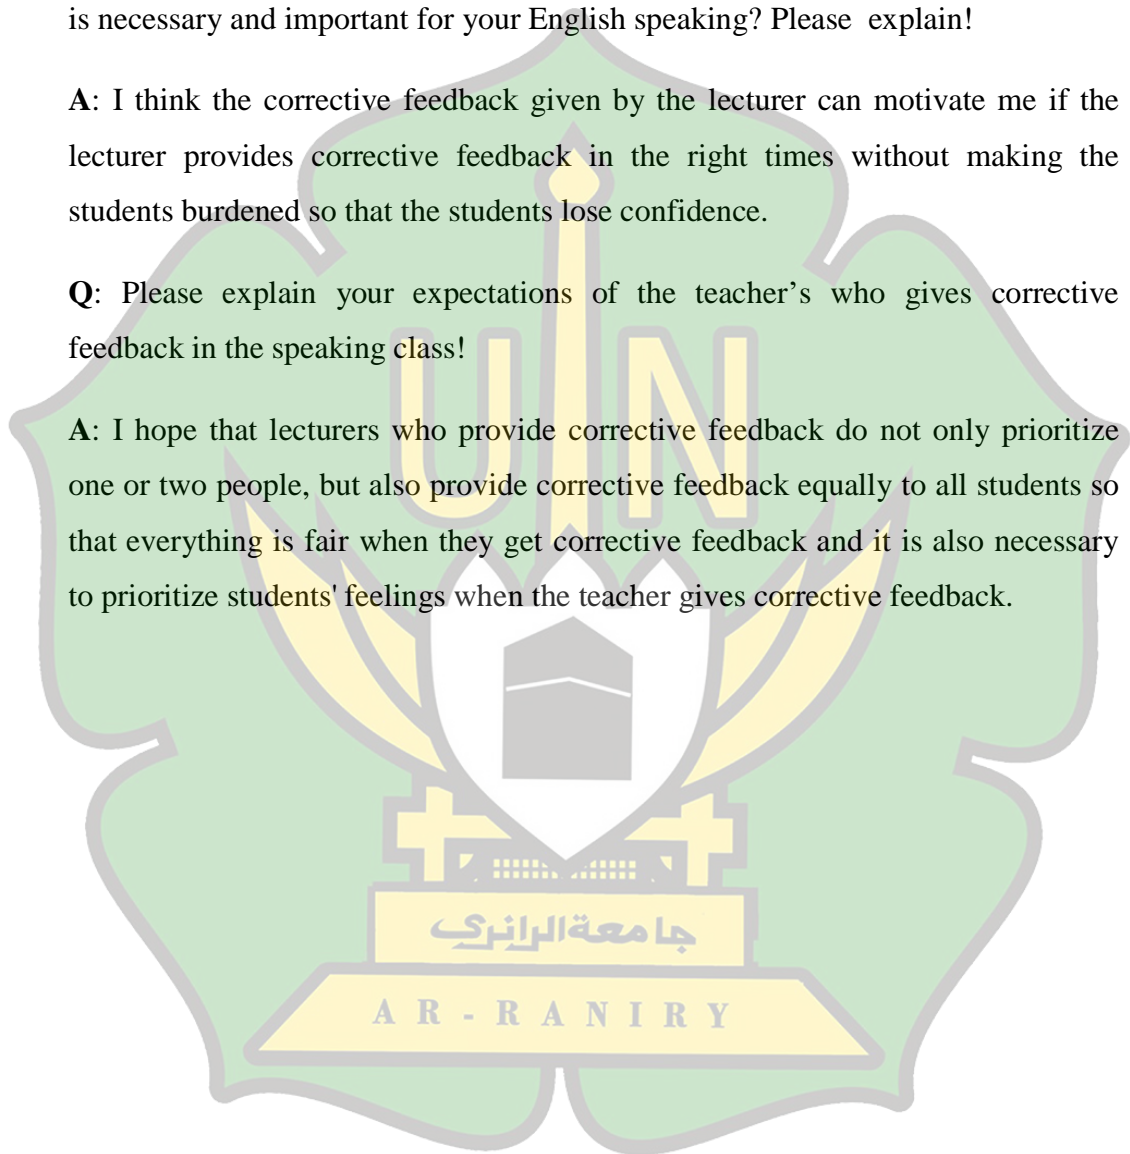 is necessary and important for your English speaking? Please explain!
A: I think the corrective feedback given by the lecturer can motivate me if the
lecturer provides corrective feedback in the right times without making the
students burdened so that the students lose confidence.
Q: Please explain your expectations of the teacher’s who gives corrective
feedback in the speaking class!
A: I hope that lecturers who provide corrective feedback do not only prioritize
one or two people, but also provide corrective feedback equally to all students so
that everything is fair when they get corrective feedback and it is also necessary
to prioritize students' feelings when the teacher gives corrective feedback.
UIN
جامعةالرانرى
AR-RANIRY